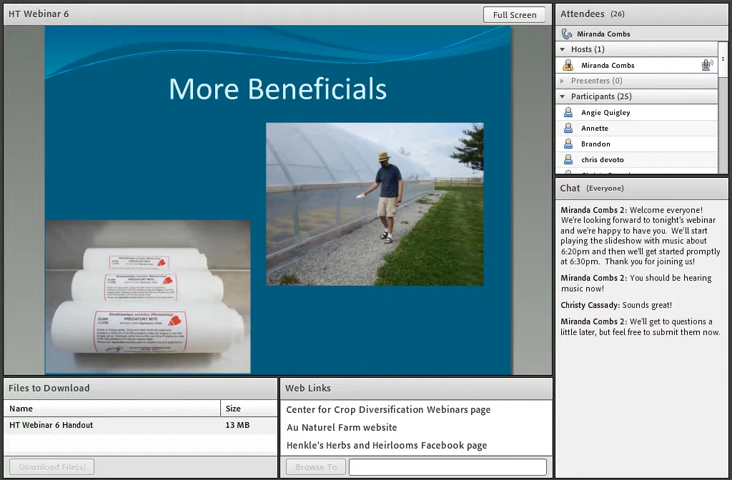 HT Webinar 6
Full Screen
More Beneficials
PREDATORY MITE
PREDATORY MITE
PREDATORY MITE
Files to Download
Name Size
HT Webinar 6 Handout 13 MB
Download File(s)
Web Links
Center for Crop Diversification Webinars page
Au Naturel Farm website
Henkle's Herbs and Heirlooms Facebook page
Browse To
Attendees (26)
Miranda Combs
Hosts (1)
Miranda Combs
Presenters (0)
Participants (25)
Angie Quigley
Annette
Brandon
chris devoto
Chat (Everyone)
Miranda Combs 2: Welcome everyone!
We're looking forward to tonight's webinar
and we're happy to have you. We'll start
playing the slideshow with music about
6:20pm and then we'll get started promptly
at 6:30pm. Thank you for joining us!
Miranda Combs 2: You should be hearing
music now!
Christy Cassady: Sounds great!
Miranda Combs 2: We'll get to questions a
little later, but feel free to submit them now.